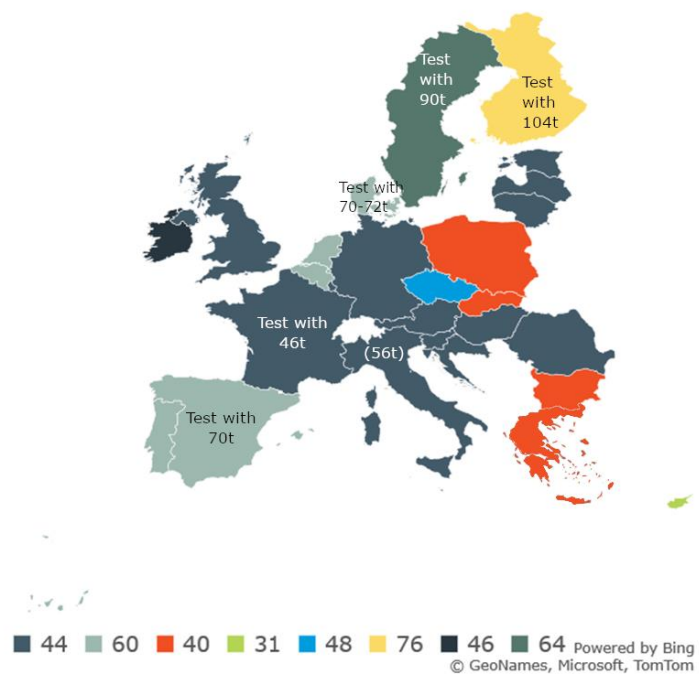 Test
with
90t
Test
with
104t
Test with
70-72t
Test with
46t
(56t)
Test with
70t
44 60 40 31 48 76 46 64
Powered by Bing
© GeoNames, Microsoft, TomTom